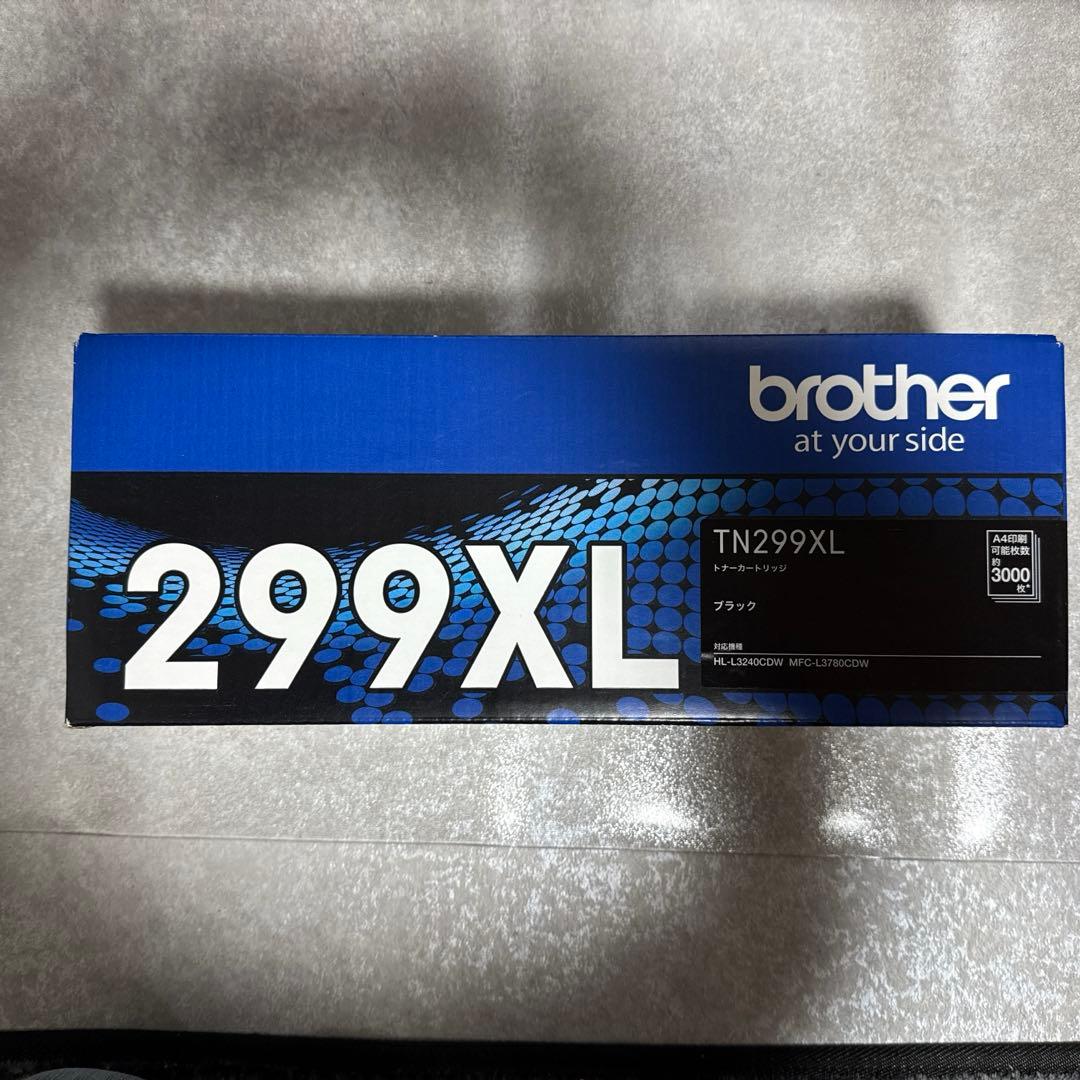 brother
at your side
299XL
TN299XL
トナーカートリッジ
ブラック
A4印刷
可能枚数
約
3000
枚*
対応機種
HL-L3240CDW MFC-L3780CDW